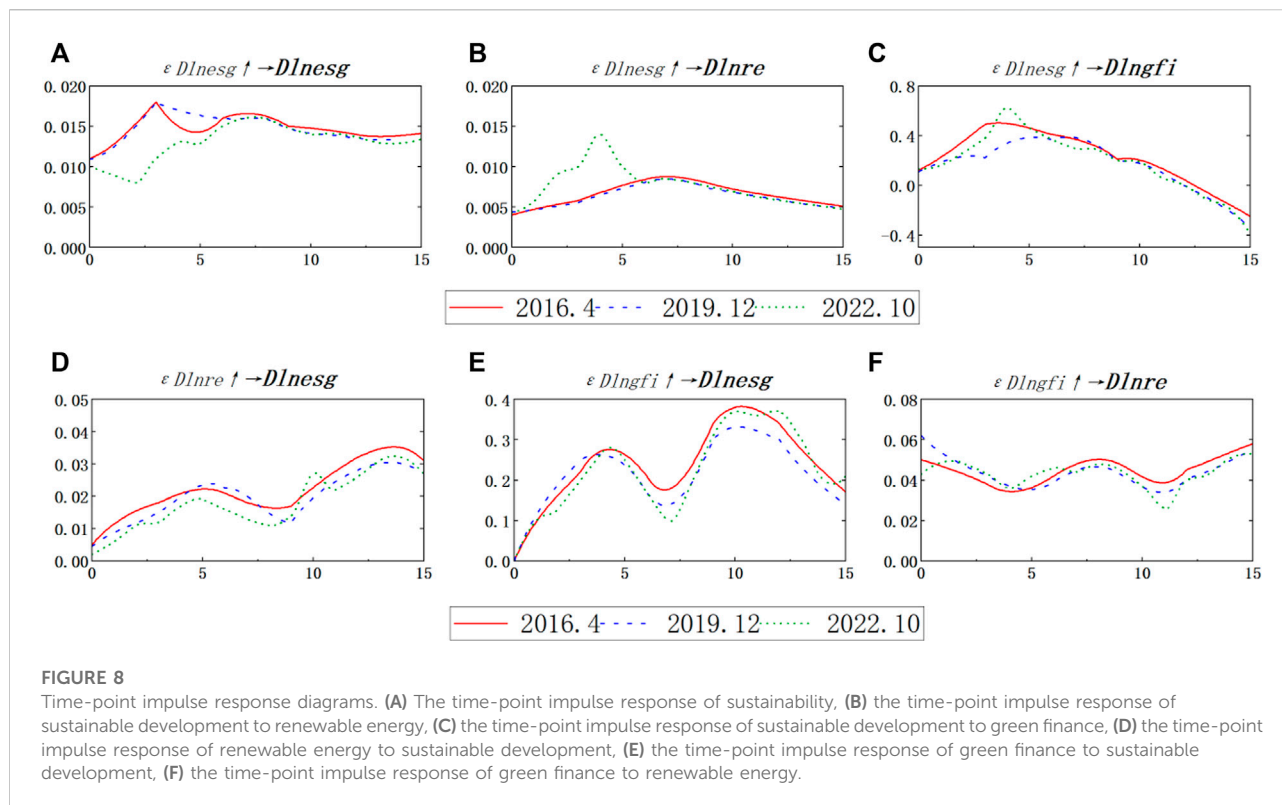 A
ε Dlnesg ↑ →Dlnesg
0.020
0.015
0.010
0.005
0.000
0 5 10 15
B
ε Dlnesg ↑ →Dlnre
0.020
0.015
0.010
0.005
0.000
0 5 10 15
C
ε Dlnesg ↑ →Dlngfi
0.8
0.4
0.0
-0.4
0 5 10 15
2016.4 2019.12 2022.10
D
ε Dlnre ↑ →Dlnesg
0.05
0.04
0.03
0.02
0.01
0.00
0 5 10 15
E
ε Dlngfi ↑ →Dlnesg
0.4
0.3
0.2
0.1
0.0
0 5 10 15
F
ε Dlngfi ↑ →Dlnre
0.08
0.06
0.04
0.02
0.00
0 5 10 15
2016.4 2019.12 2022.10
FIGURE 8
Time-point impulse response diagrams. (A) The time-point impulse response of sustainability, (B) the time-point impulse response of
sustainable development to renewable energy, (C) the time-point impulse response of sustainable development to green finance, (D) the time-point
impulse response of renewable energy to sustainable development, (E) the time-point impulse response of green finance to sustainable
development, (F) the time-point impulse response of green finance to renewable energy.